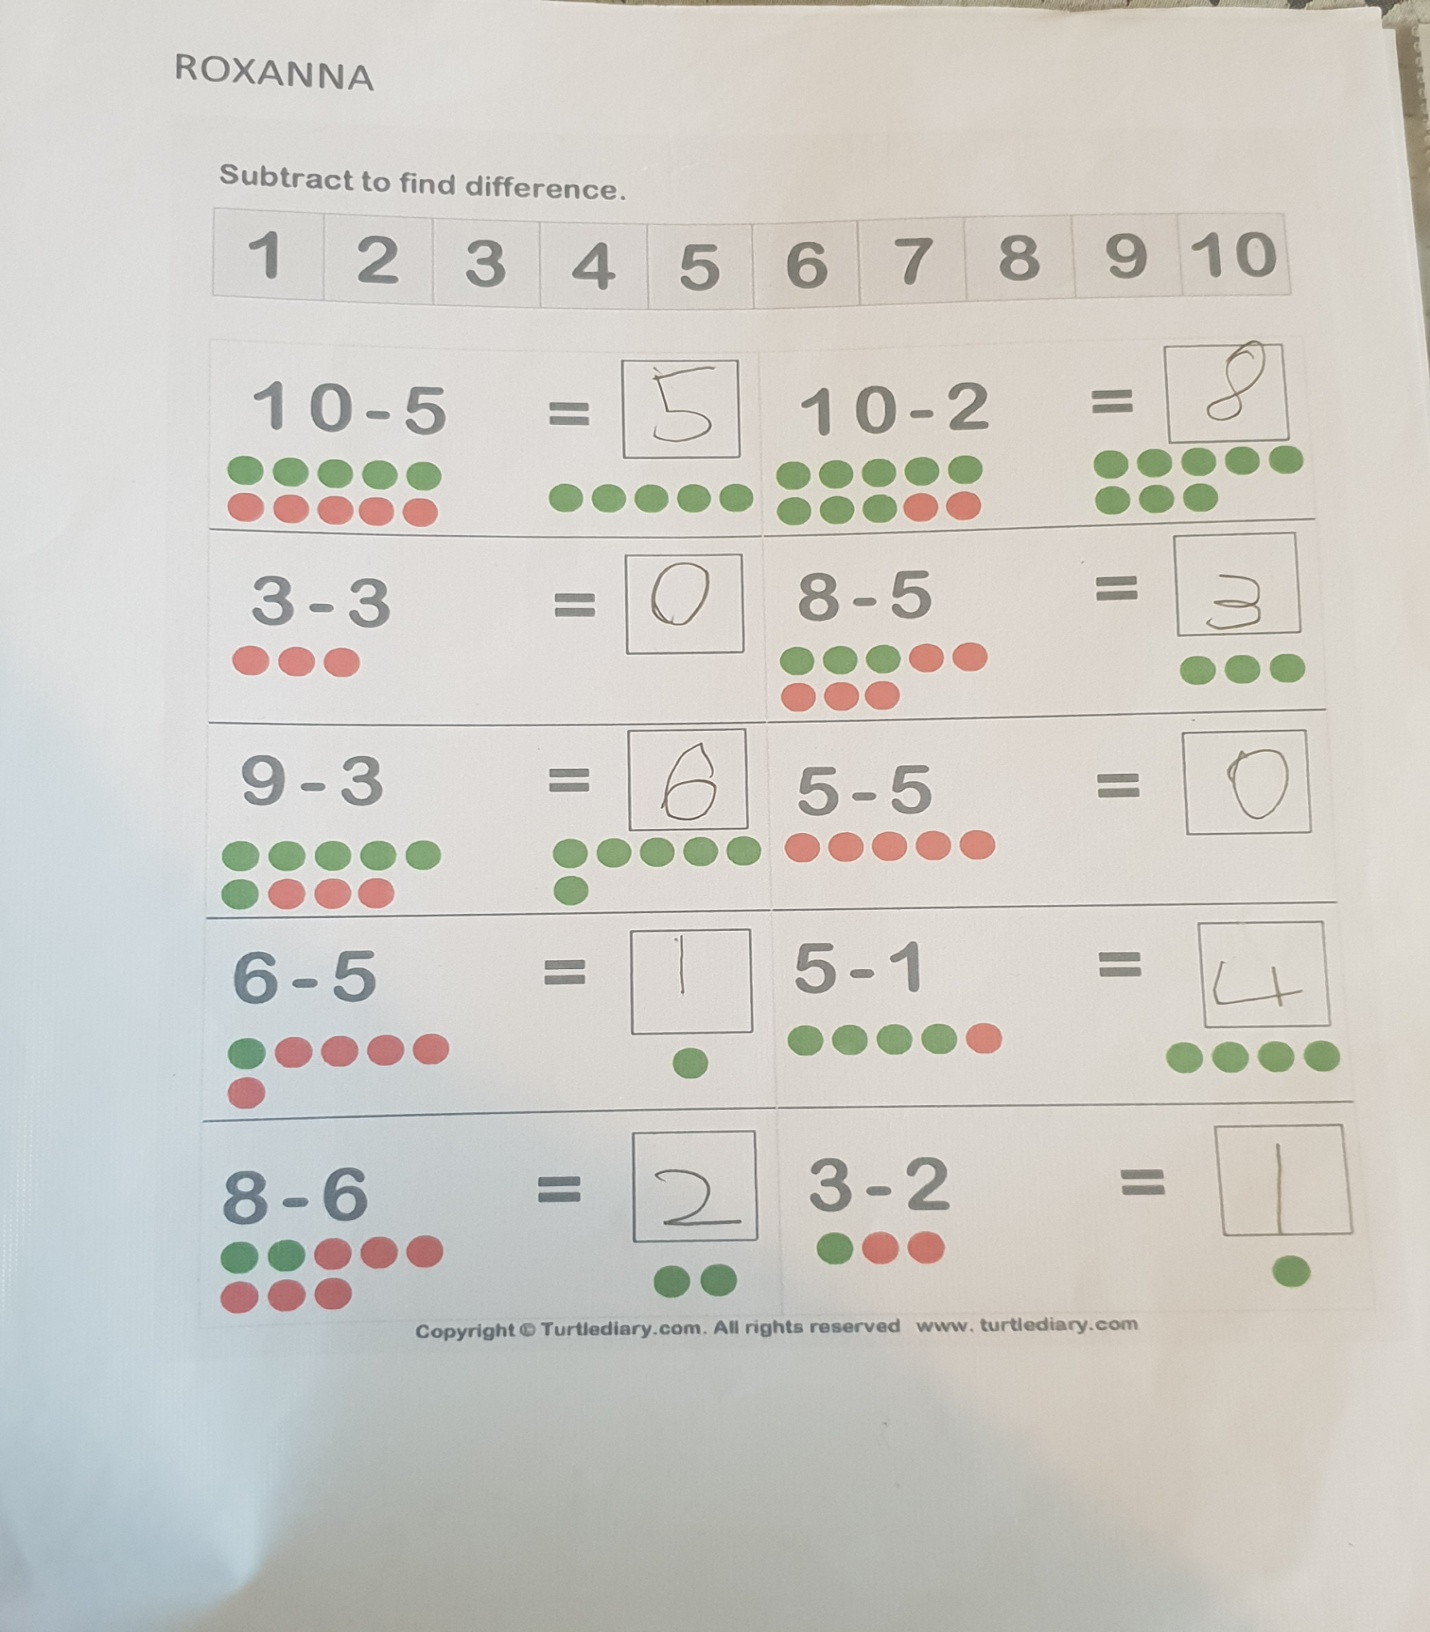 ROXANNA
Subtract to find difference.
1 2 3 4 5 6 7 8 9 10
10-5 = 5 10-2 = 8
3-3 = 0 8-5 = 3
9-3 = 6 5-5 = 0
6-5 = 1 5-1 = 4
8-6 = 2 3-2 = 1
Copyright © Turtlediary.com. All rights reserved www. turtlediary.com